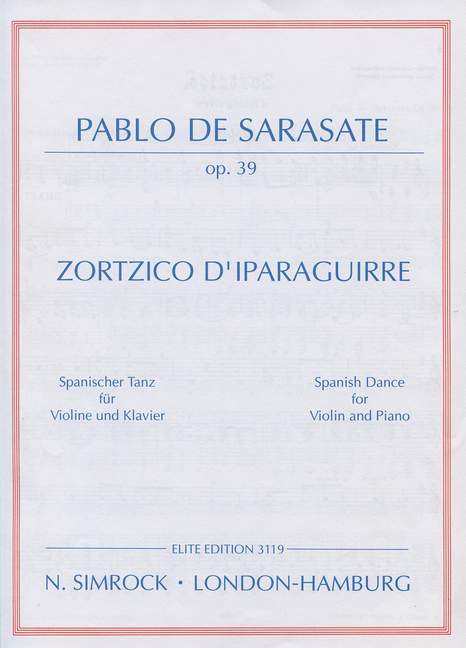 PABLO DE SARASATE
op. 39
ZORTZICO D'IPARAGUIRRE
Spanischer Tanz
für
Violine und Klavier
Spanish Dance
for
Violin and Piano
ELITE EDITION 3119
N. SIMROCK • LONDON-HAMBURG